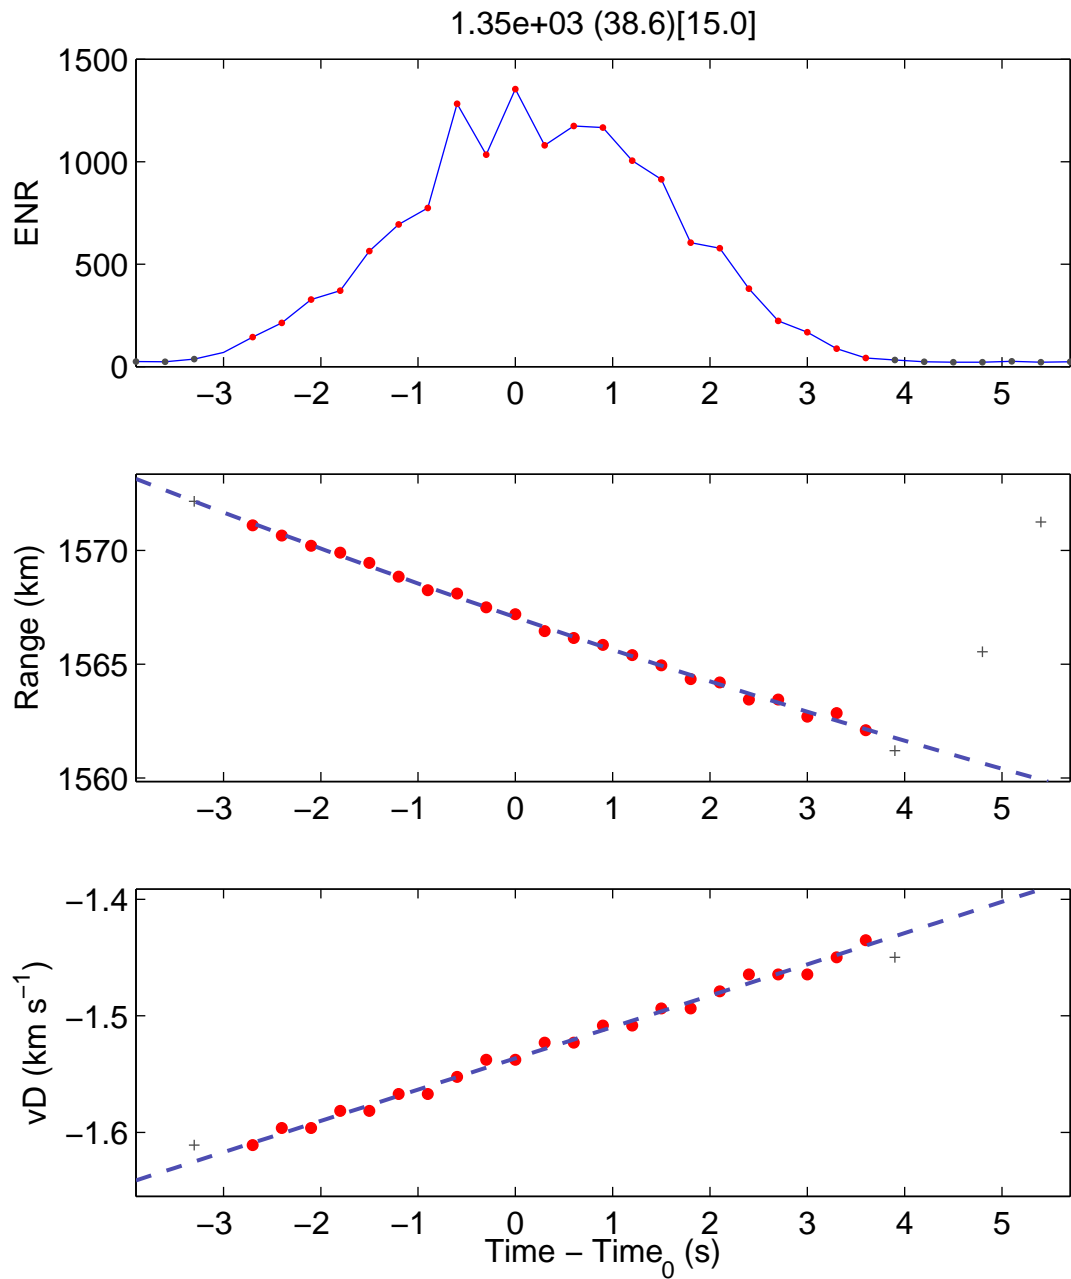 1.35e+03 (38.6)[15.0]
1500
1000
500
0
ENR
−3 −2 −1 0 1 2 3 4 5
1570
1565
1560
Range (km)
−3 −2 −1 0 1 2 3 4 5
−1.4
−1.5
−1.6
vD (km s−1)
−3 −2 −1 0 1 2 3 4 5
Time − Time0 (s)